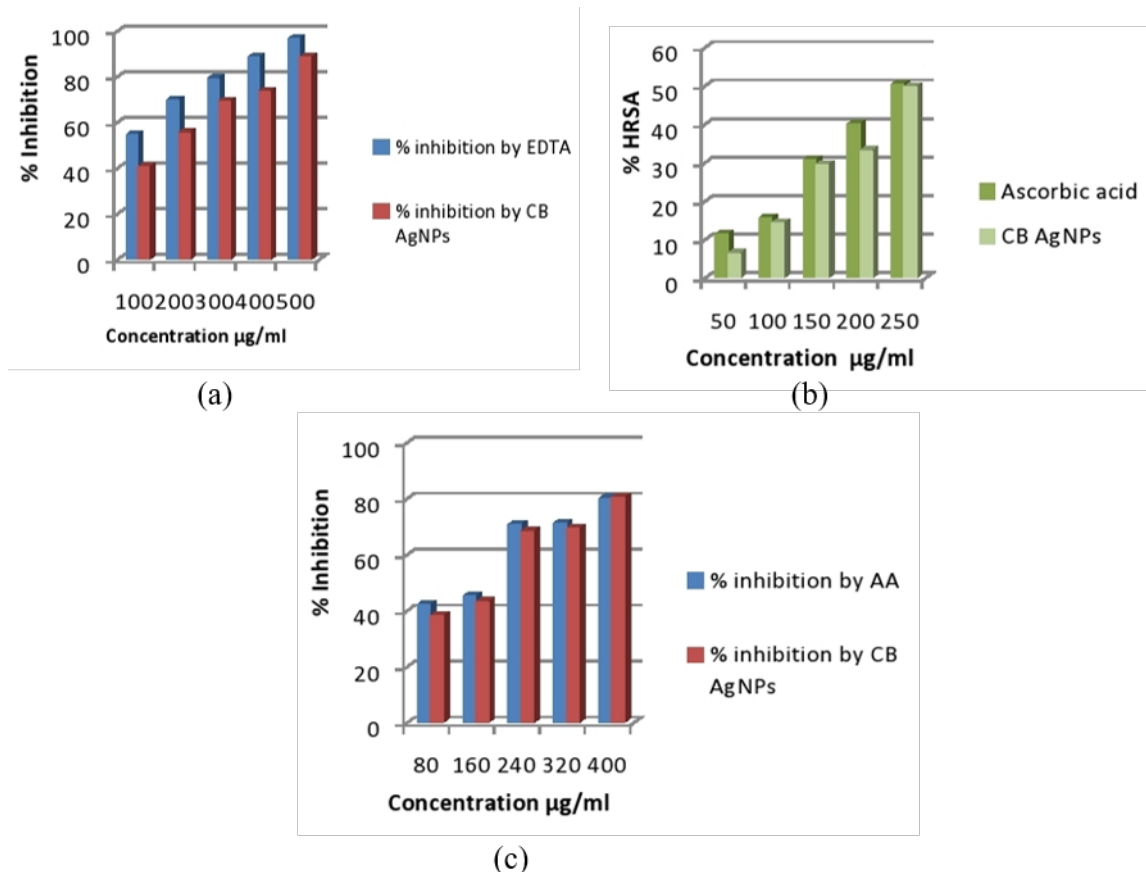 100
80
60
40
20
0
% Inhibition
100200300400500
Concentration µg/ml
% inhibition by EDTA
% inhibition by CB
AgNPs
(a)
60
50
40
30
20
10
0
% HRSA
50 100 150 200 250
Concentration µg/ml
Ascorbic acid
CB AgNPs
(b)
100
80
60
40
20
0
% Inhibition
80 160 240 320 400
Concentration µg/ml
% inhibition by AA
% inhibition by CB
AgNPs
(c)